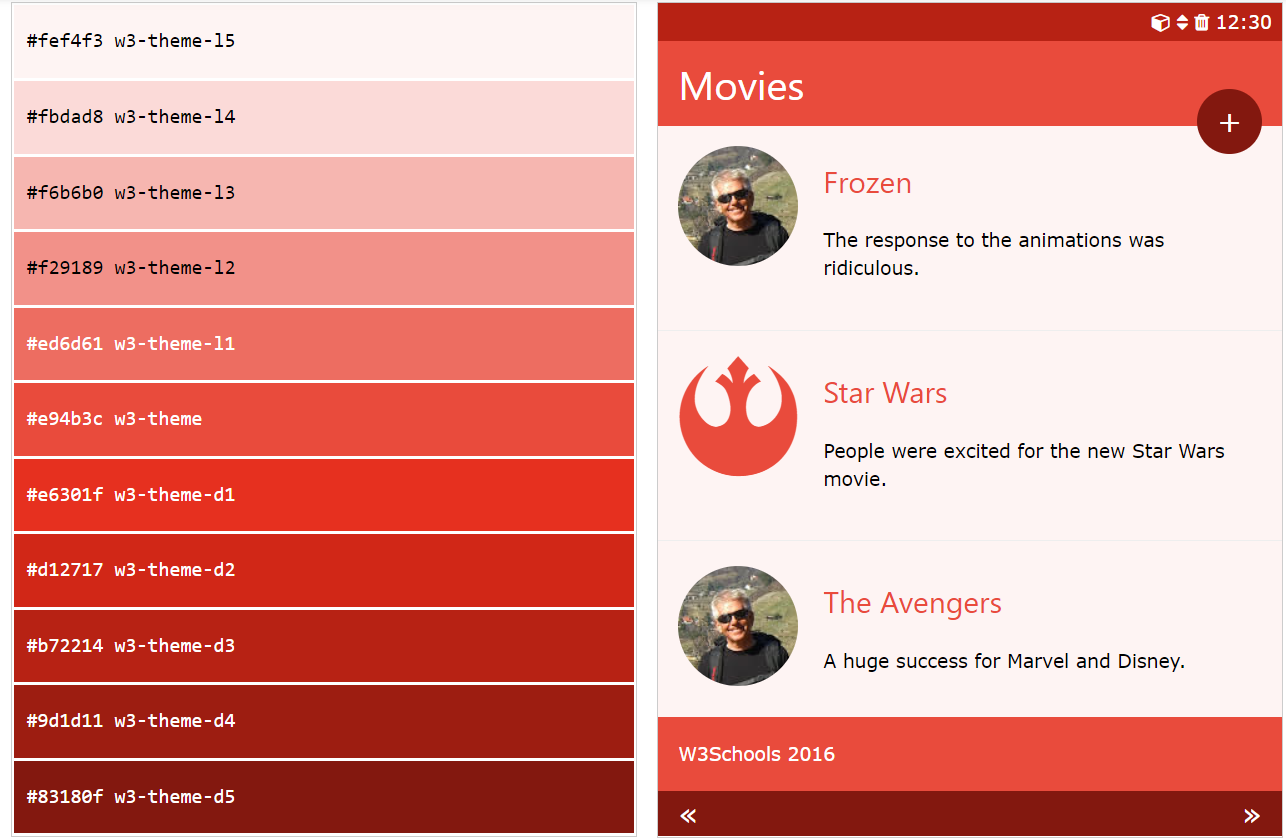 #fef4f3 w3-theme-l5
#fbdad8 w3-theme-l4
#f6b6b0 w3-theme-l3
#f29189 w3-theme-l2
#ed6d61 w3-theme-l1
#e94b3c w3-theme
#e6301f w3-theme-d1
#d12717 w3-theme-d2
#b72214 w3-theme-d3
#9d1d11 w3-theme-d4
#83180f w3-theme-d5
12:30
Movies
+
Frozen
The response to the animations was
ridiculous.
Star Wars
People were excited for the new Star Wars
movie.
The Avengers
A huge success for Marvel and Disney.
W3Schools 2016
« »